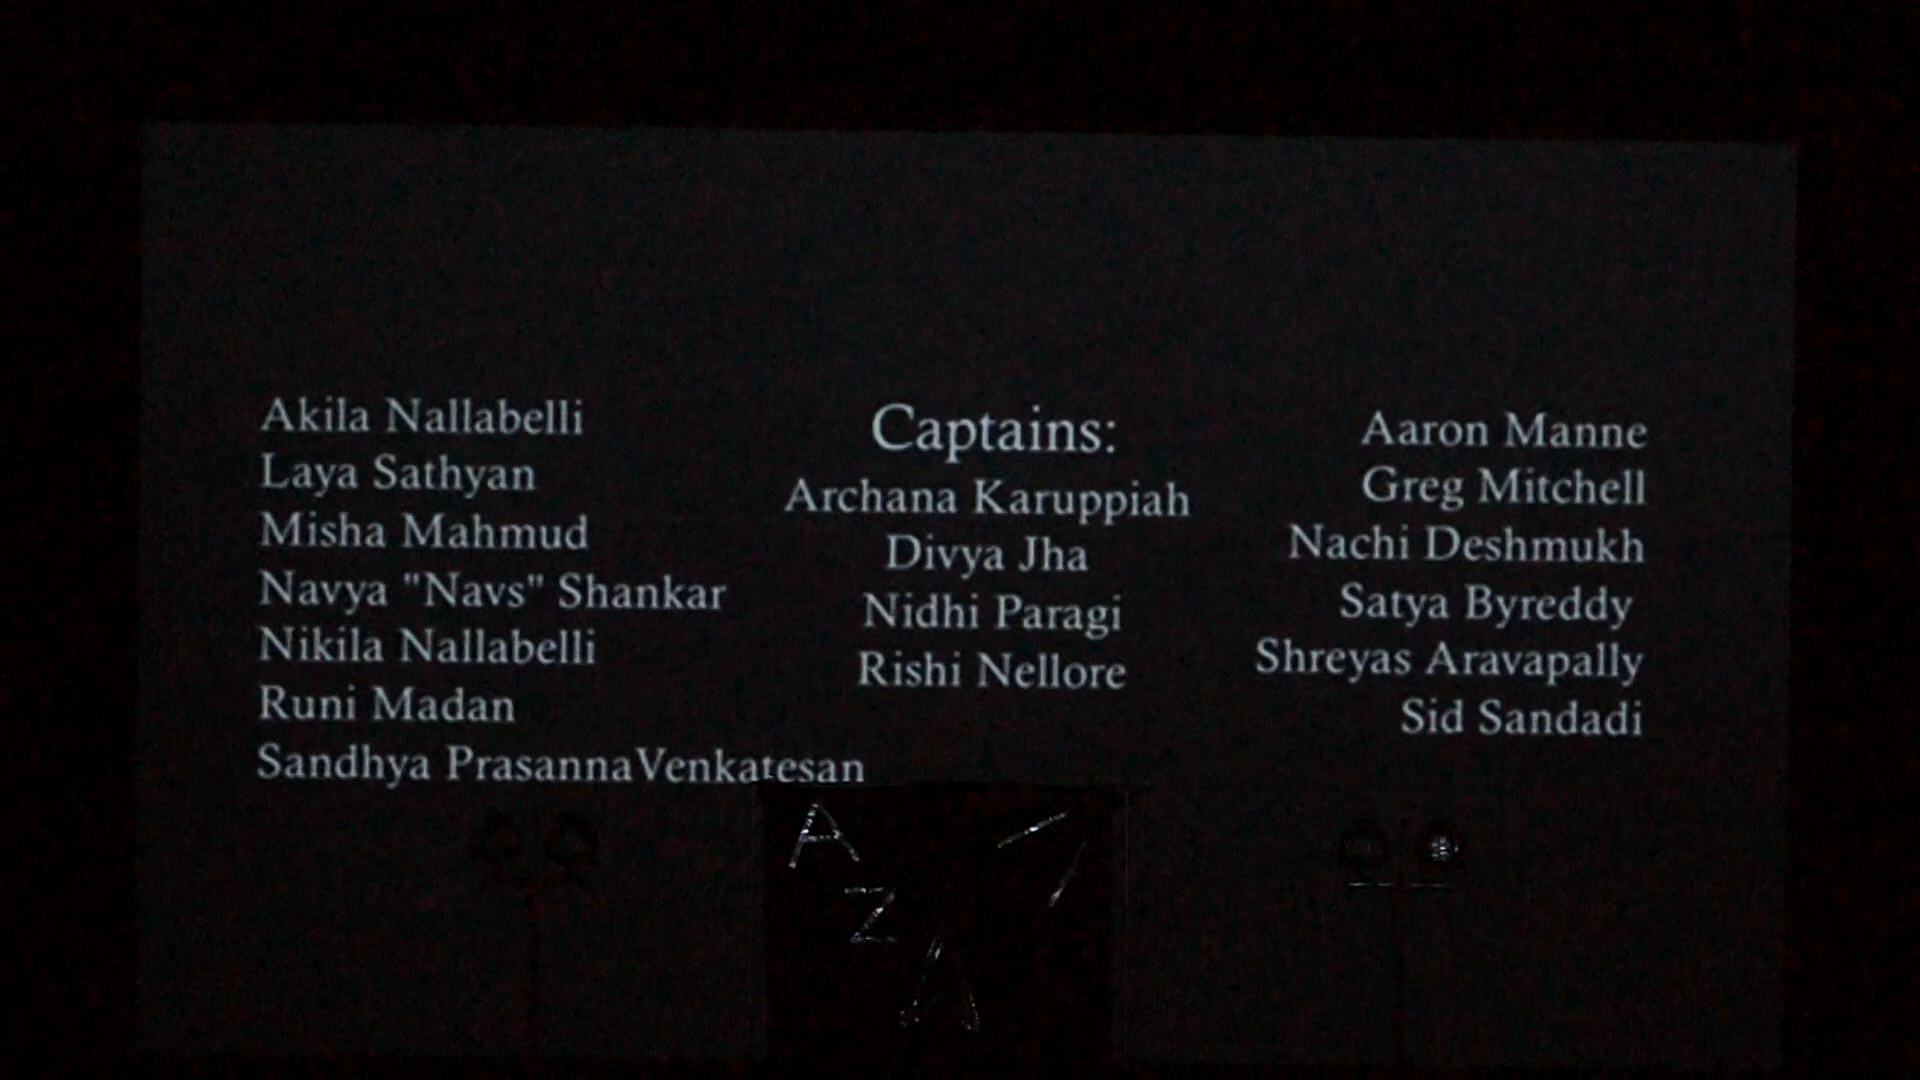 Akila Nallabelli
Laya Sathyan
Misha Mahmud
Navya "Navs" Shankar
Nikila Nallabelli
Runi Madan
Sandhya PrasannaVenkatesan
Captains:
Archana Karuppiah
Divya Jha
Nidhi Paragi
Rishi Nellore
Aaron Manne
Greg Mitchell
Nachi Deshmukh
Satya Byreddy
Shreyas Aravapally
Sid Sandadi
A
Z
A